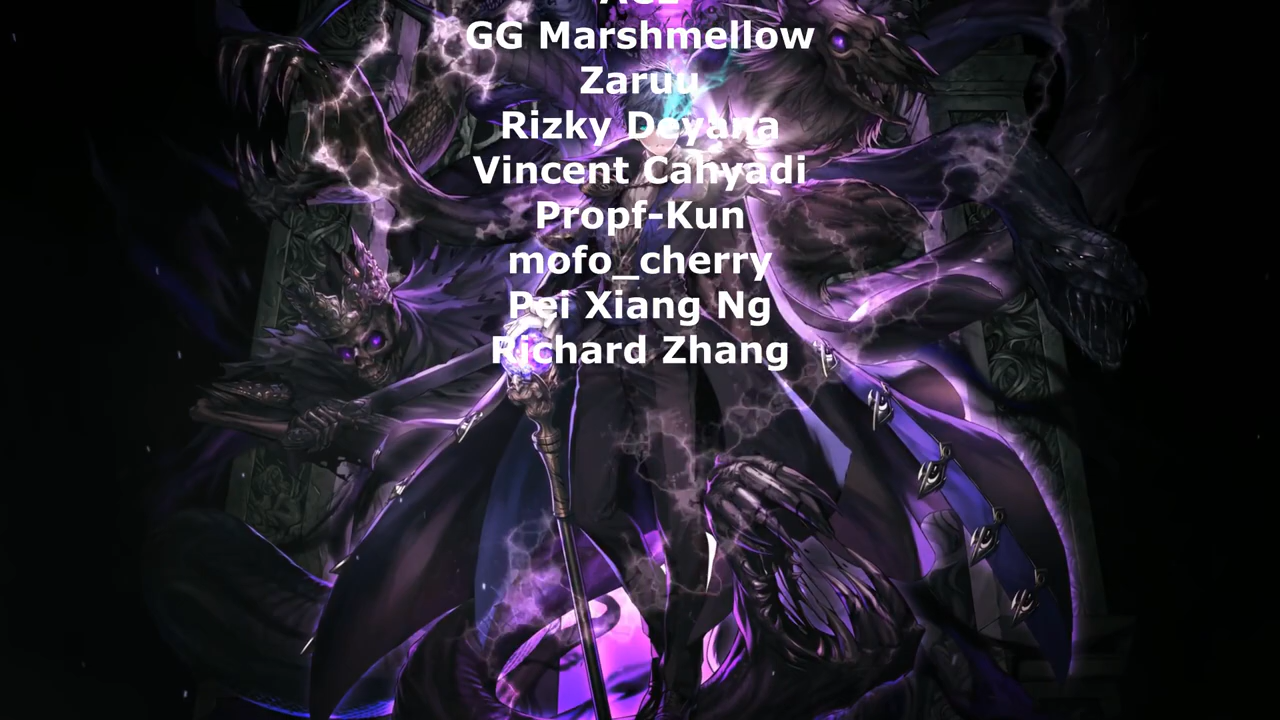 GG Marshmellow
Zaruu
Rizky Deyana
Vincent Cahyadi
Propf-Kun
mofo_cherry
Pei Xiang Ng
Richard Zhang